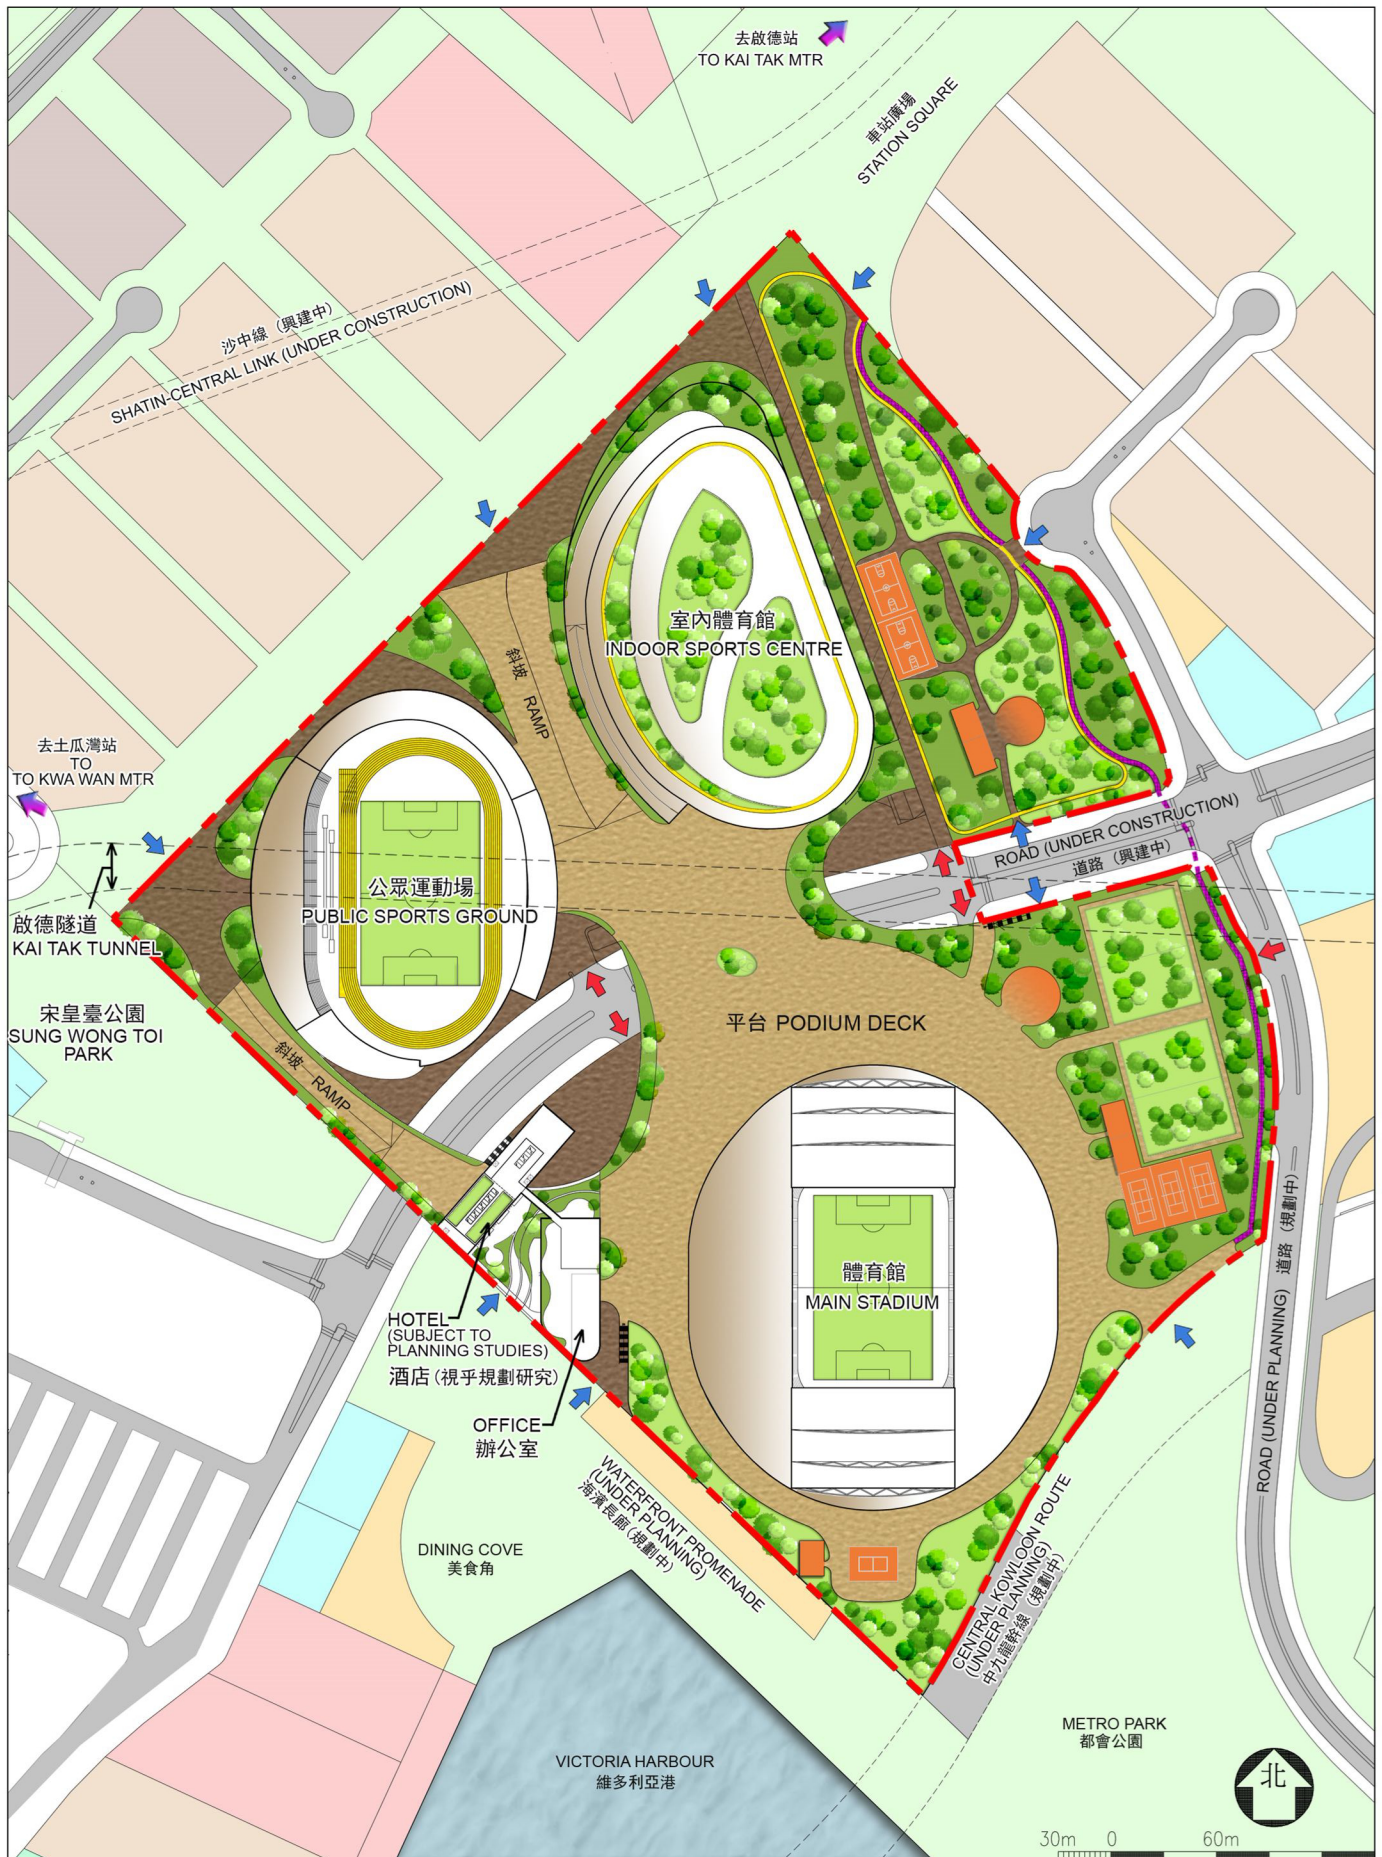 去啟德站
TO KAI TAK MTR
車站廣場
STATION SQUARE
沙中線 (興建中)
SHATIN-CENTRAL LINK (UNDER CONSTRUCTION)
室內體育館
INDOOR SPORTS CENTRE
斜坡 RAMP
去土瓜灣站
TO
TO KWA WAN MTR
ROAD (UNDER CONSTRUCTION)
道路 (興建中)
公眾運動場
PUBLIC SPORTS GROUND
啟德隧道
KAI TAK TUNNEL
宋皇臺公園
SUNG WONG TOI
PARK
平台 PODIUM DECK
斜坡 RAMP
體育館
MAIN STADIUM
HOTEL
(SUBJECT TO
PLANNING STUDIES)
酒店 (視乎規劃研究)
OFFICE
辦公室
ROAD (UNDER PLANNING) 道路 (規劃中)
WATERFRONT PROMENADE
(UNDER PLANNING)
海濱長廊 (規劃中)
CENTRAL KOWLOON ROUTE
(UNDER PLANNING)
中九龍幹線 (規劃中)
DINING COVE
美食角
METRO PARK
都會公園
VICTORIA HARBOUR
維多利亞港
北
30m 0 60m